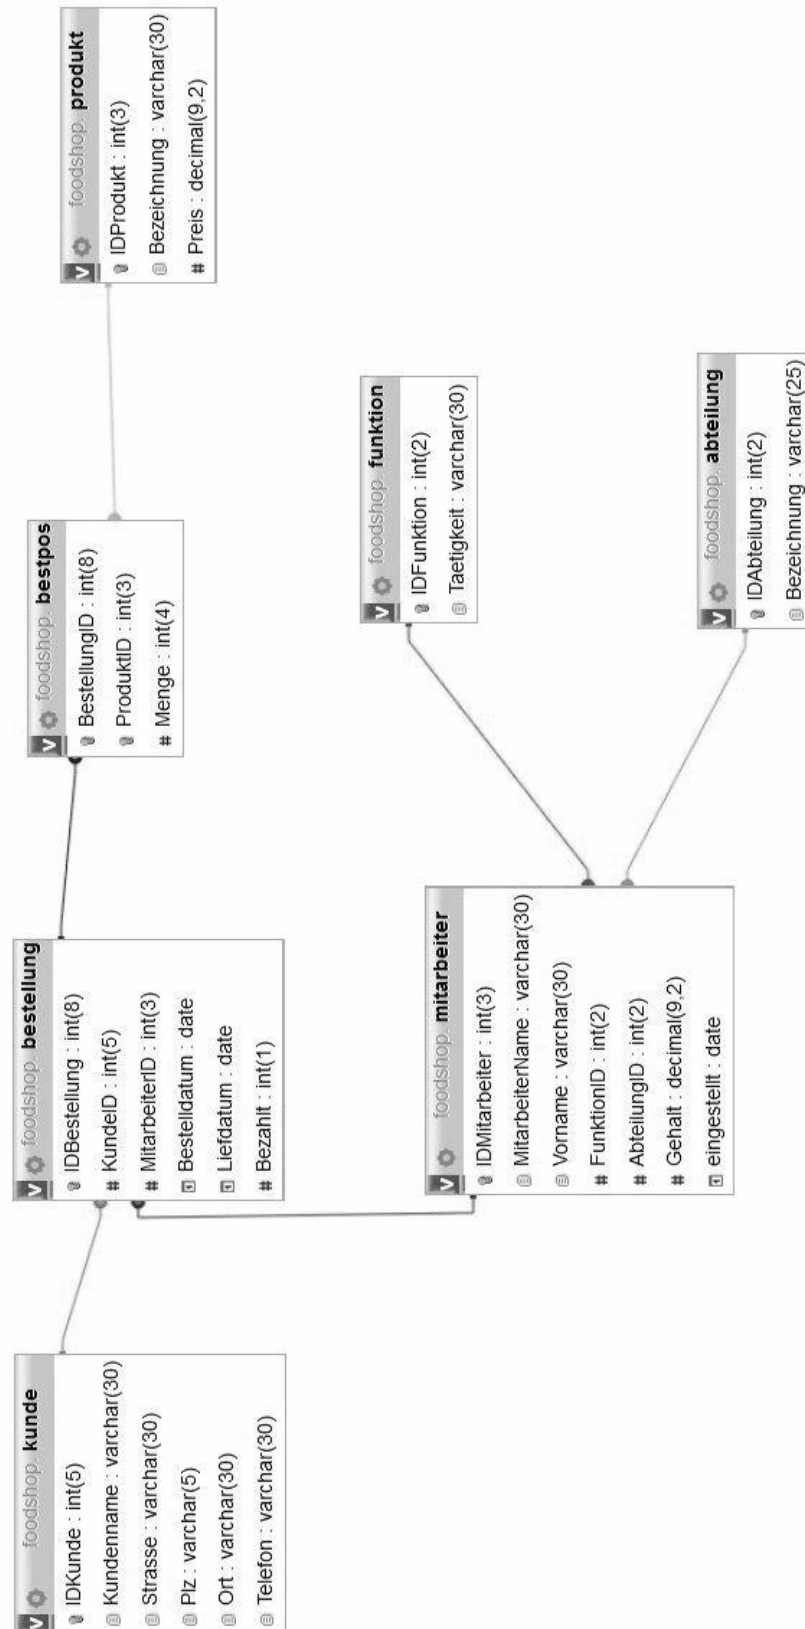 V foodshop. kunde
IDKunde : int(5)
Kundenname : varchar(30)
Strasse : varchar(30)
Plz : varchar(5)
Ort : varchar(30)
Telefon : varchar(30)
V foodshop. bestellung
IDBestellung : int(8)
# KundeID : int(5)
# MitarbeiterID : int(3)
Bestelldatum : date
Liefdatum : date
# Bezahlt : int(1)
V foodshop. bestpos
BestellungID : int(8)
ProduktID : int(3)
# Menge : int(4)
V foodshop. produkt
IDProdukt : int(3)
Bezeichnung : varchar(30)
# Preis : decimal(9,2)
V foodshop. mitarbeiter
IDMitarbeiter : int(3)
MitarbeiterName : varchar(30)
Vorname : varchar(30)
# FunktionID : int(2)
# AbteilungID : int(2)
# Gehalt : decimal(9,2)
eingestellt : date
V foodshop. funktion
IDFunktion : int(2)
Taetigkeit : varchar(30)
V foodshop. abteilung
IDAbteilung : int(2)
Bezeichnung : varchar(25)